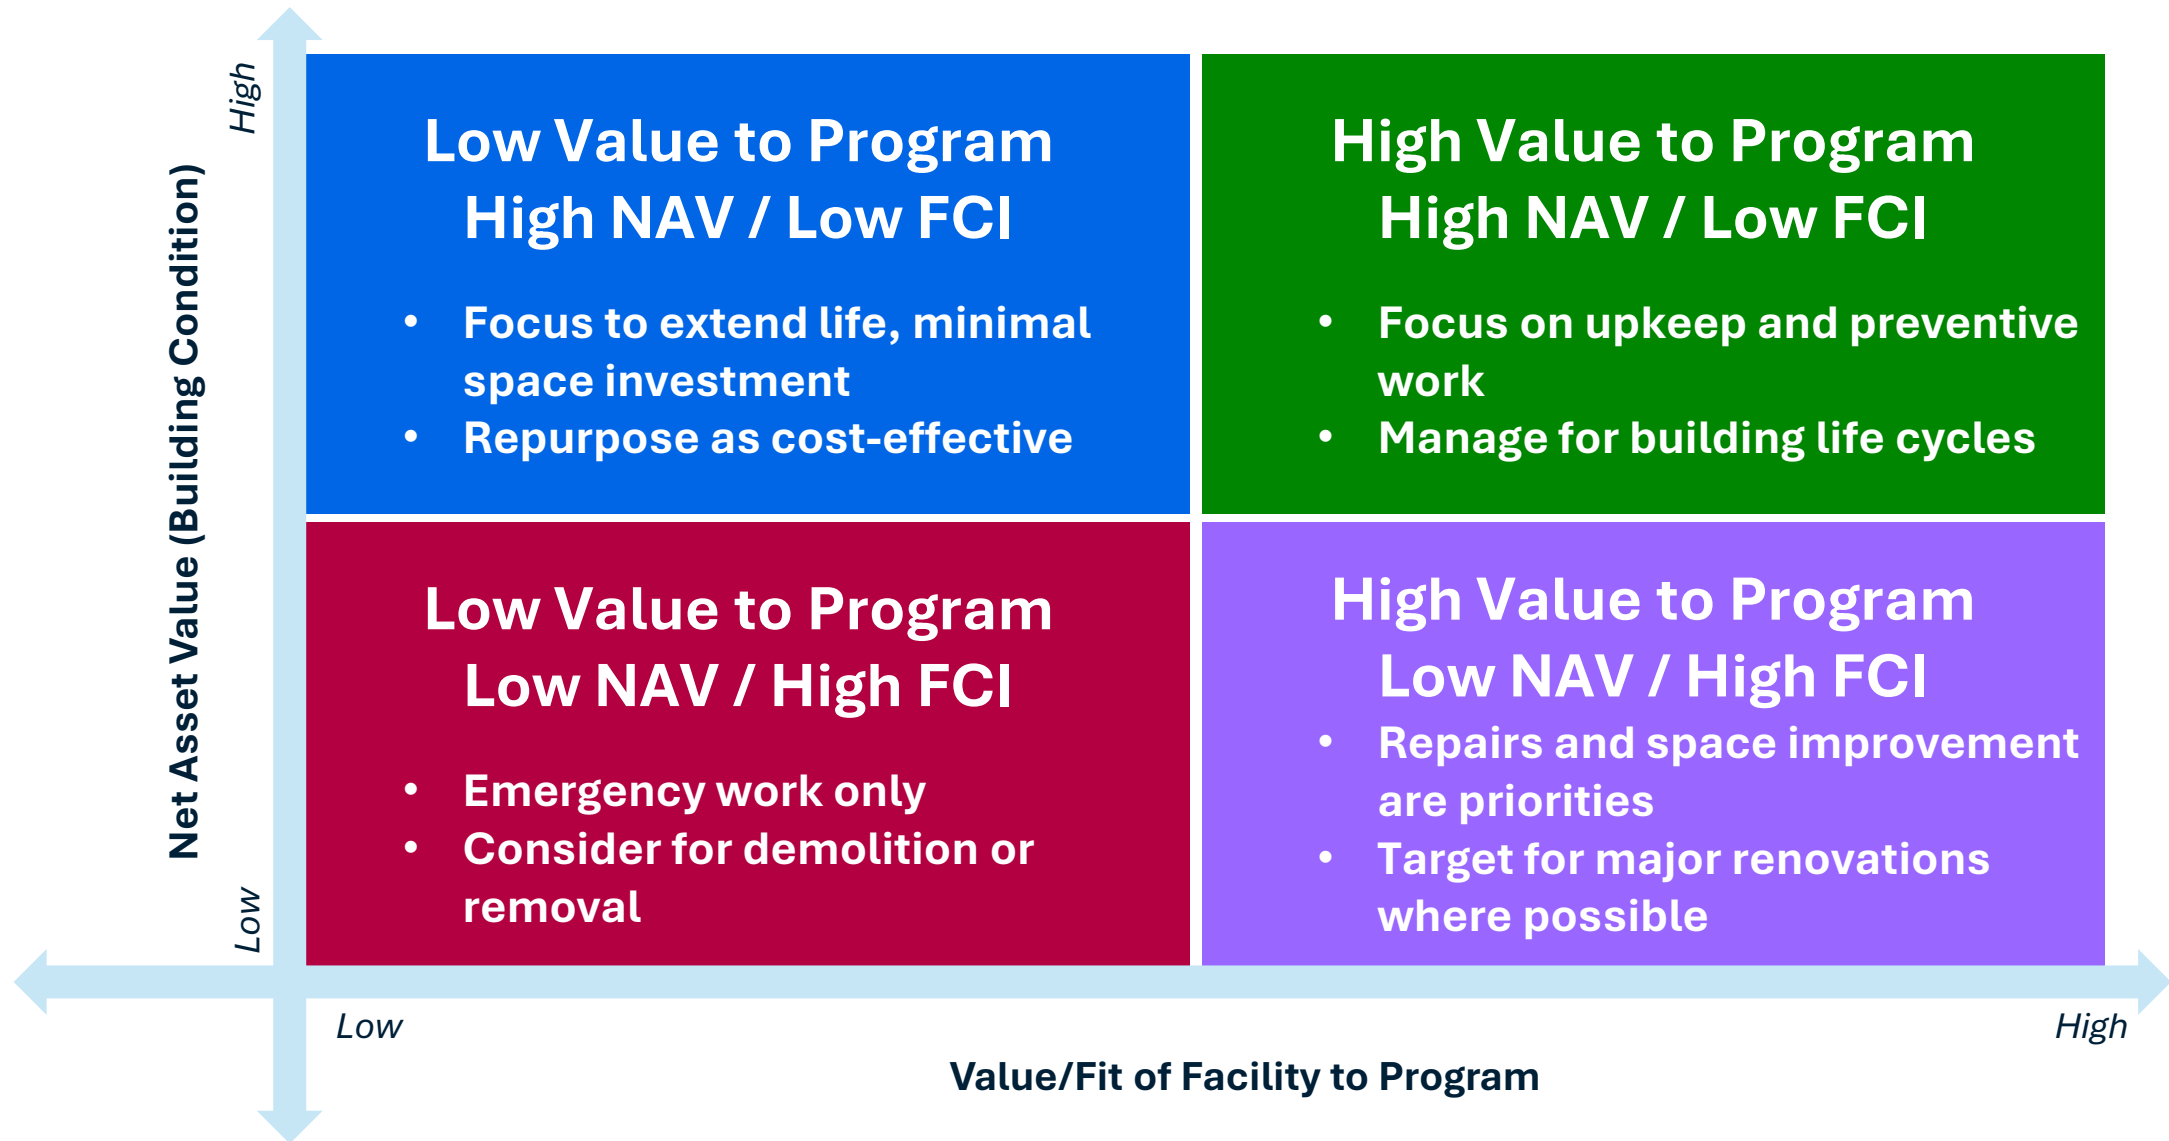 High
Net Asset Value (Building Condition)
Low
Low Value to Program
High NAV / Low FCI
• Focus to extend life, minimal
space investment
• Repurpose as cost-effective
High Value to Program
High NAV / Low FCI
• Focus on upkeep and preventive
work
• Manage for building life cycles
Low Value to Program
Low NAV / High FCI
• Emergency work only
• Consider for demolition or
removal
High Value to Program
Low NAV / High FCI
• Repairs and space improvement
are priorities
• Target for major renovations
where possible
Low
High
Value/Fit of Facility to Program